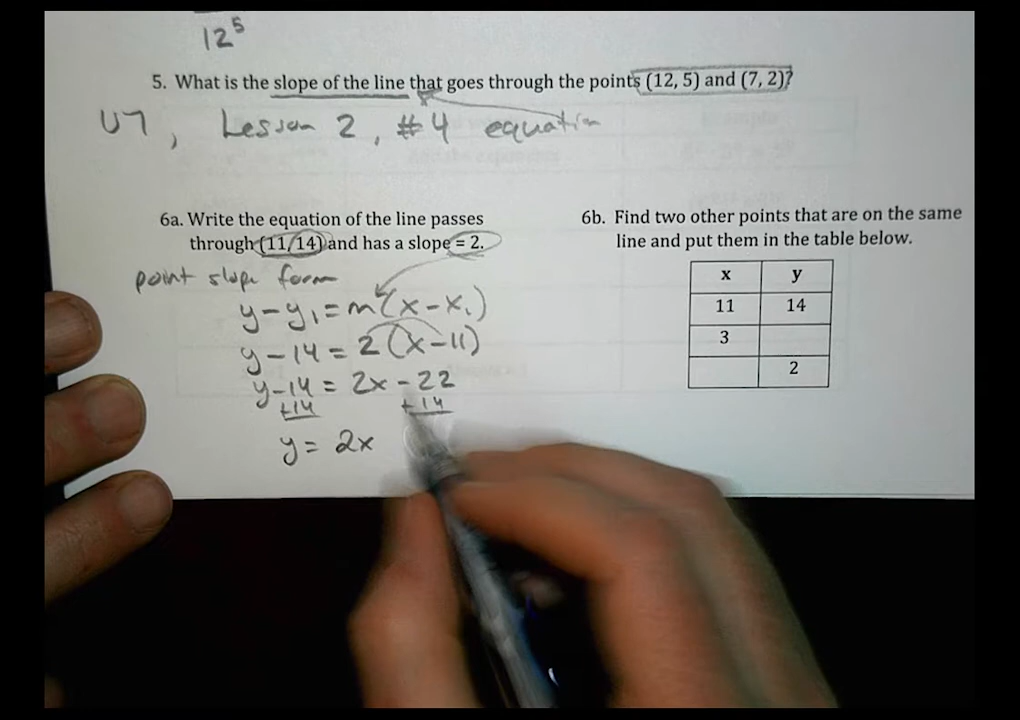 12⁵
5. What is the slope of the line that goes through the points (12, 5) and (7, 2)?
U7, Lesson 2, #4 equation
6a. Write the equation of the line passes
through (11,14) and has a slope = 2.
point slope form
y-y₁=m(x-x₁)
y-14=2(x-11)
y-14=2x-22
+14 +14
y=2x
6b. Find two other points that are on the same
line and put them in the table below.
x y
11 14
3
2